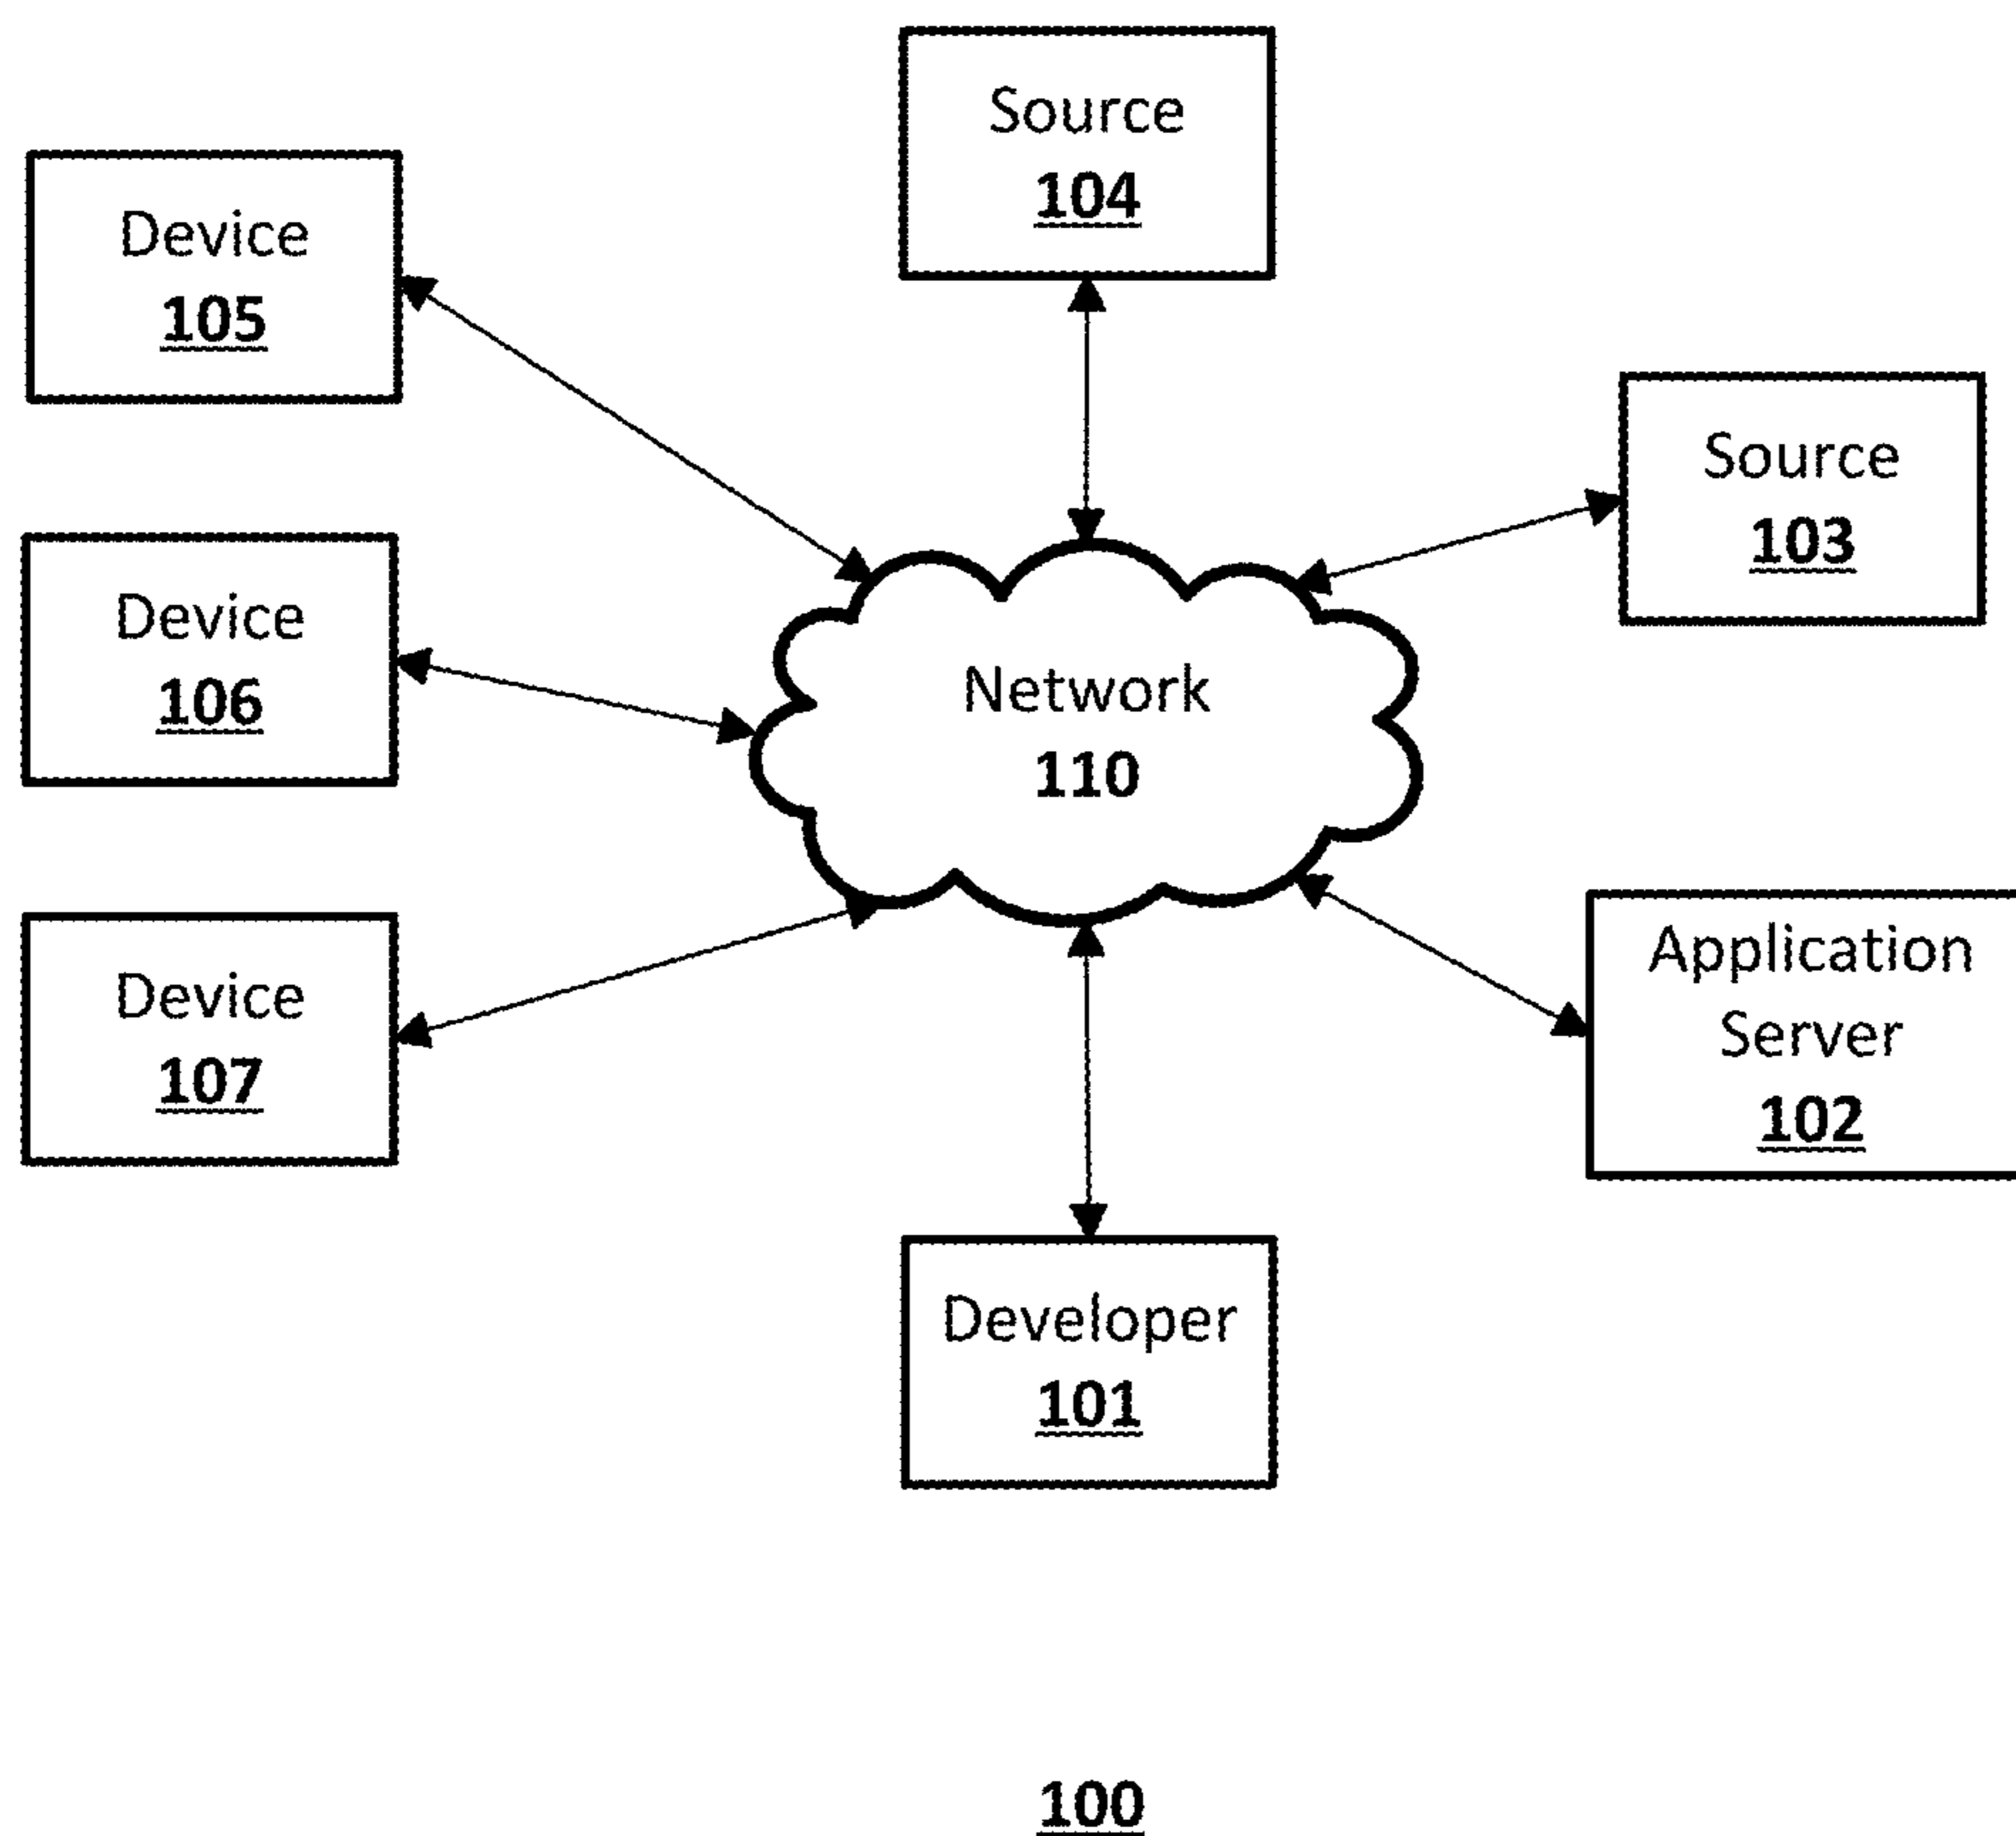 Source
104
Device
105
Source
103
Device
106
Network
110
Application
Server
102
Device
107
Developer
101
100